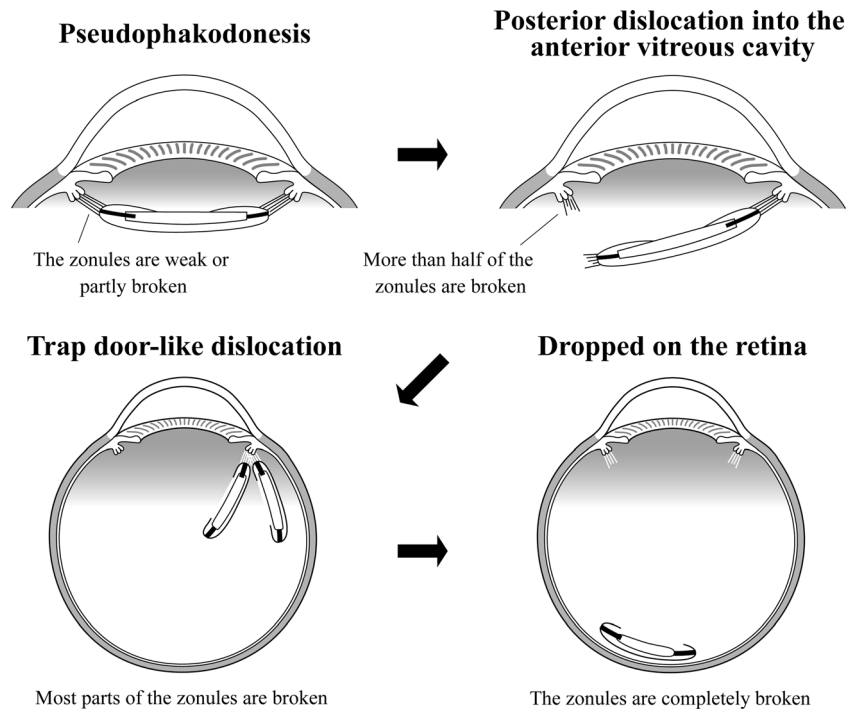 Pseudophakodonesis
Posterior dislocation into the
anterior vitreous cavity
The zonules are weak or
partly broken
More than half of the
zonules are broken
Trap door-like dislocation
Dropped on the retina
Most parts of the zonules are broken
The zonules are completely broken